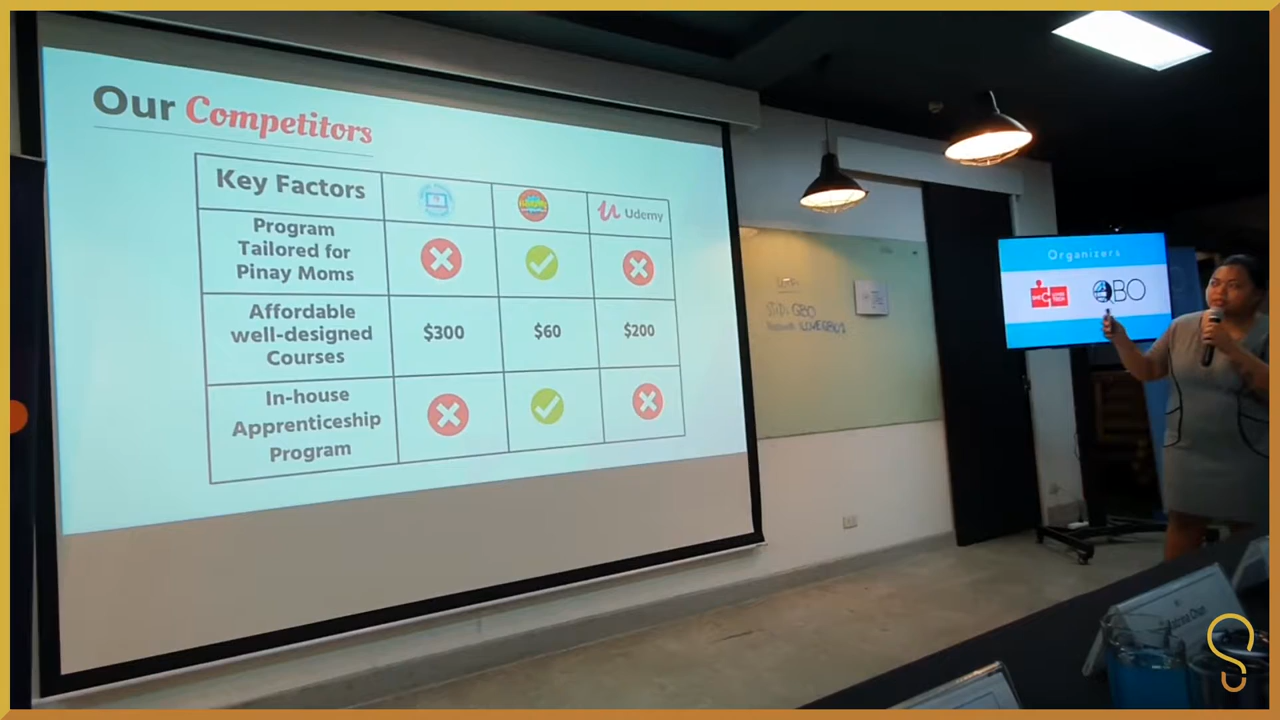 Our Competitors
Key Factors
Udemy
Program
Tailored for
Pinay Moms
Affordable
well-designed
Courses
$300
$60
$200
In-house
Apprenticeship
Program
Organizers
QBO